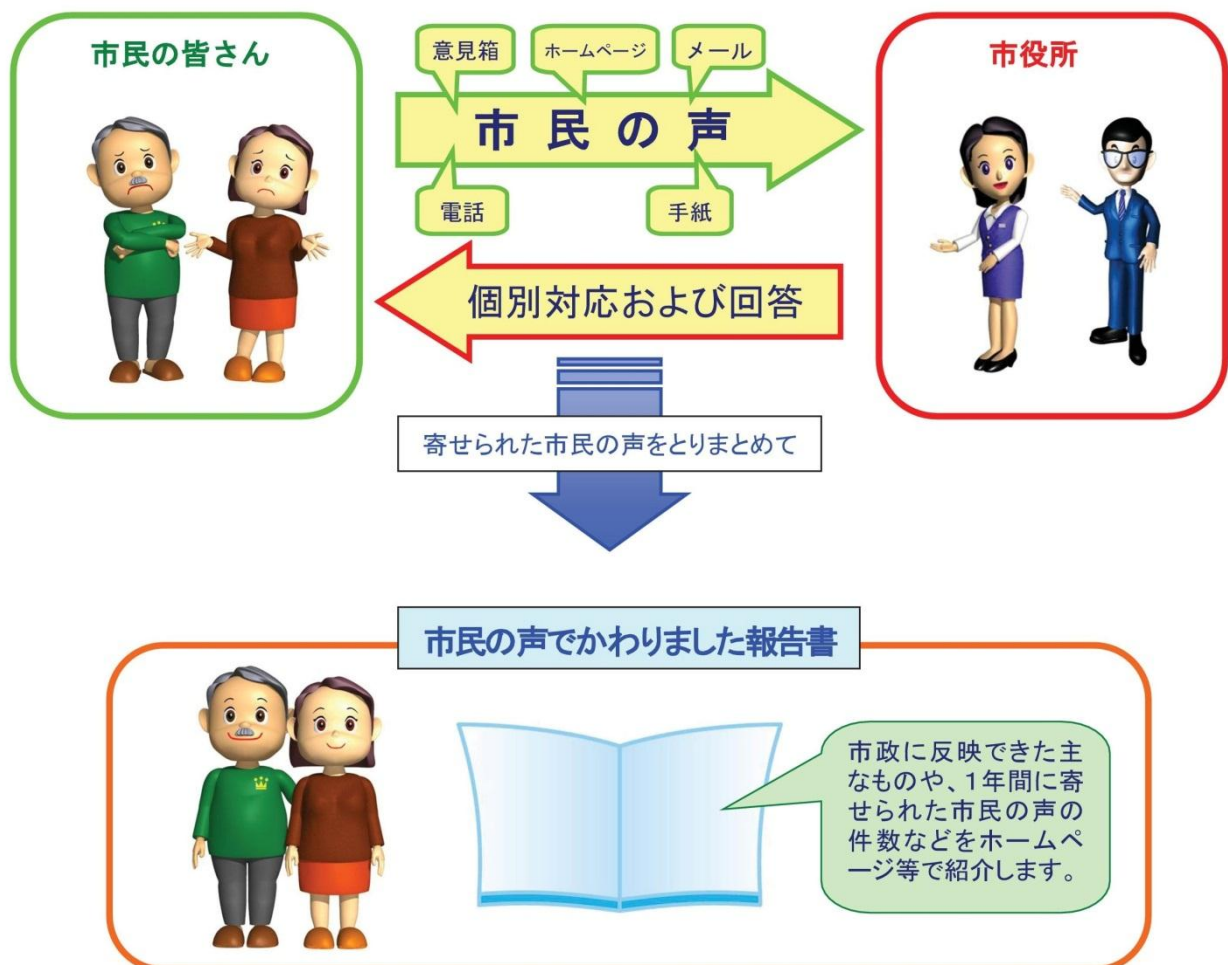 市民の皆さん
意見箱
ホームページ
メール
市民の声
電話
手紙
市役所
個別対応および回答
寄せられた市民の声をとりまとめて
市民の声でかわりました報告書
市政に反映できた主
なものや、1年間に寄
せられた市民の声の
件数などをホームペ
ージ等で紹介します。